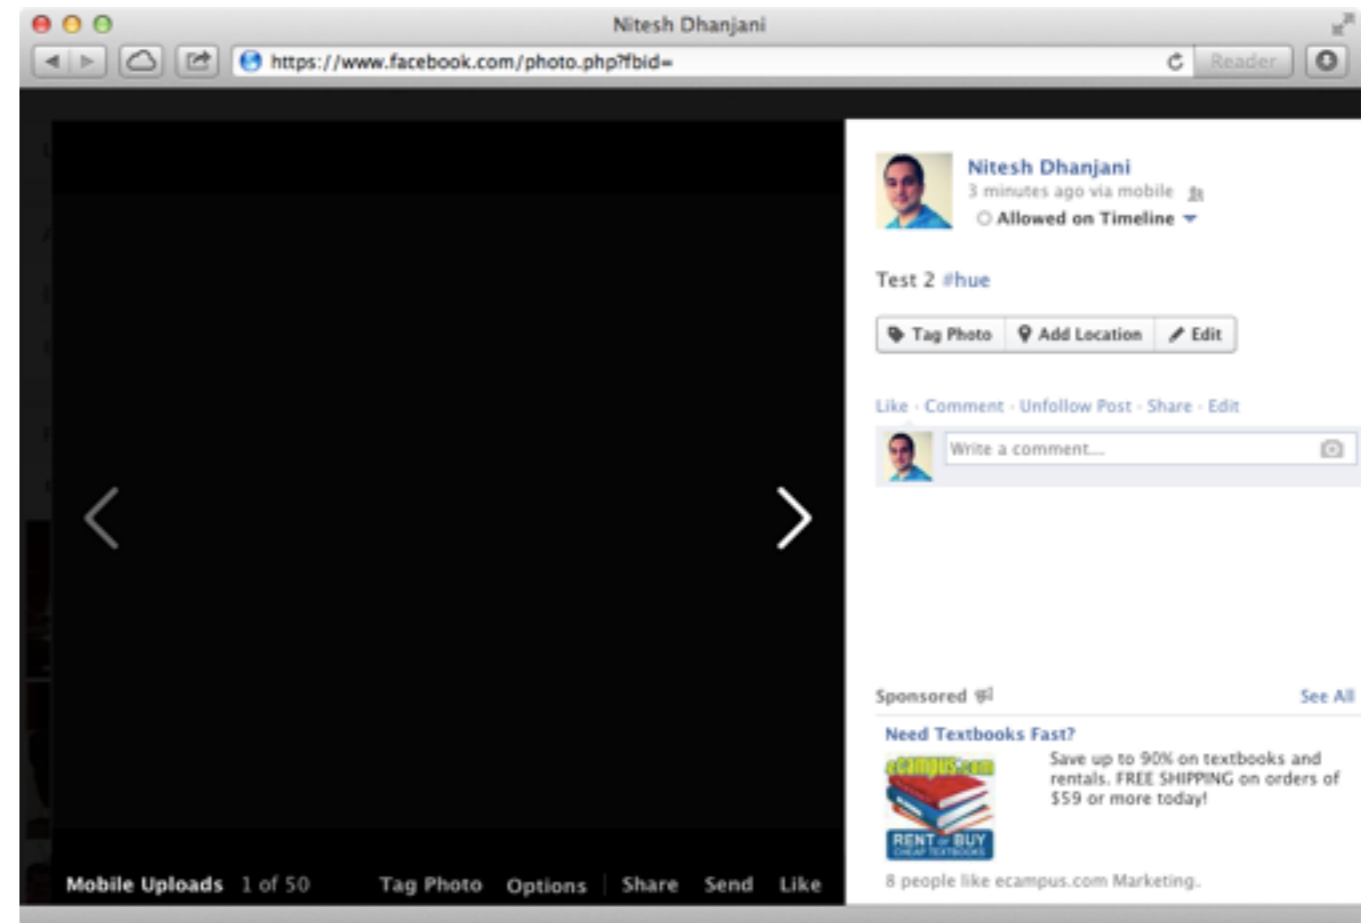 Nitesh Dhanjani
https://www.facebook.com/photo.php?fbid=
Reader
Nitesh Dhanjani
3 minutes ago via mobile
Allowed on Timeline
Test 2 #hue
Tag Photo Add Location Edit
Like · Comment · Unfollow Post · Share · Edit
Write a comment...
Sponsored See All
Need Textbooks Fast?
ecampus.com
RENT or BUY
CHEAP TEXTBOOKS
Save up to 90% on textbooks and
rentals. FREE SHIPPING on orders of
$59 or more today!
8 people like ecampus.com Marketing.
Mobile Uploads 1 of 50 Tag Photo Options Share Send Like